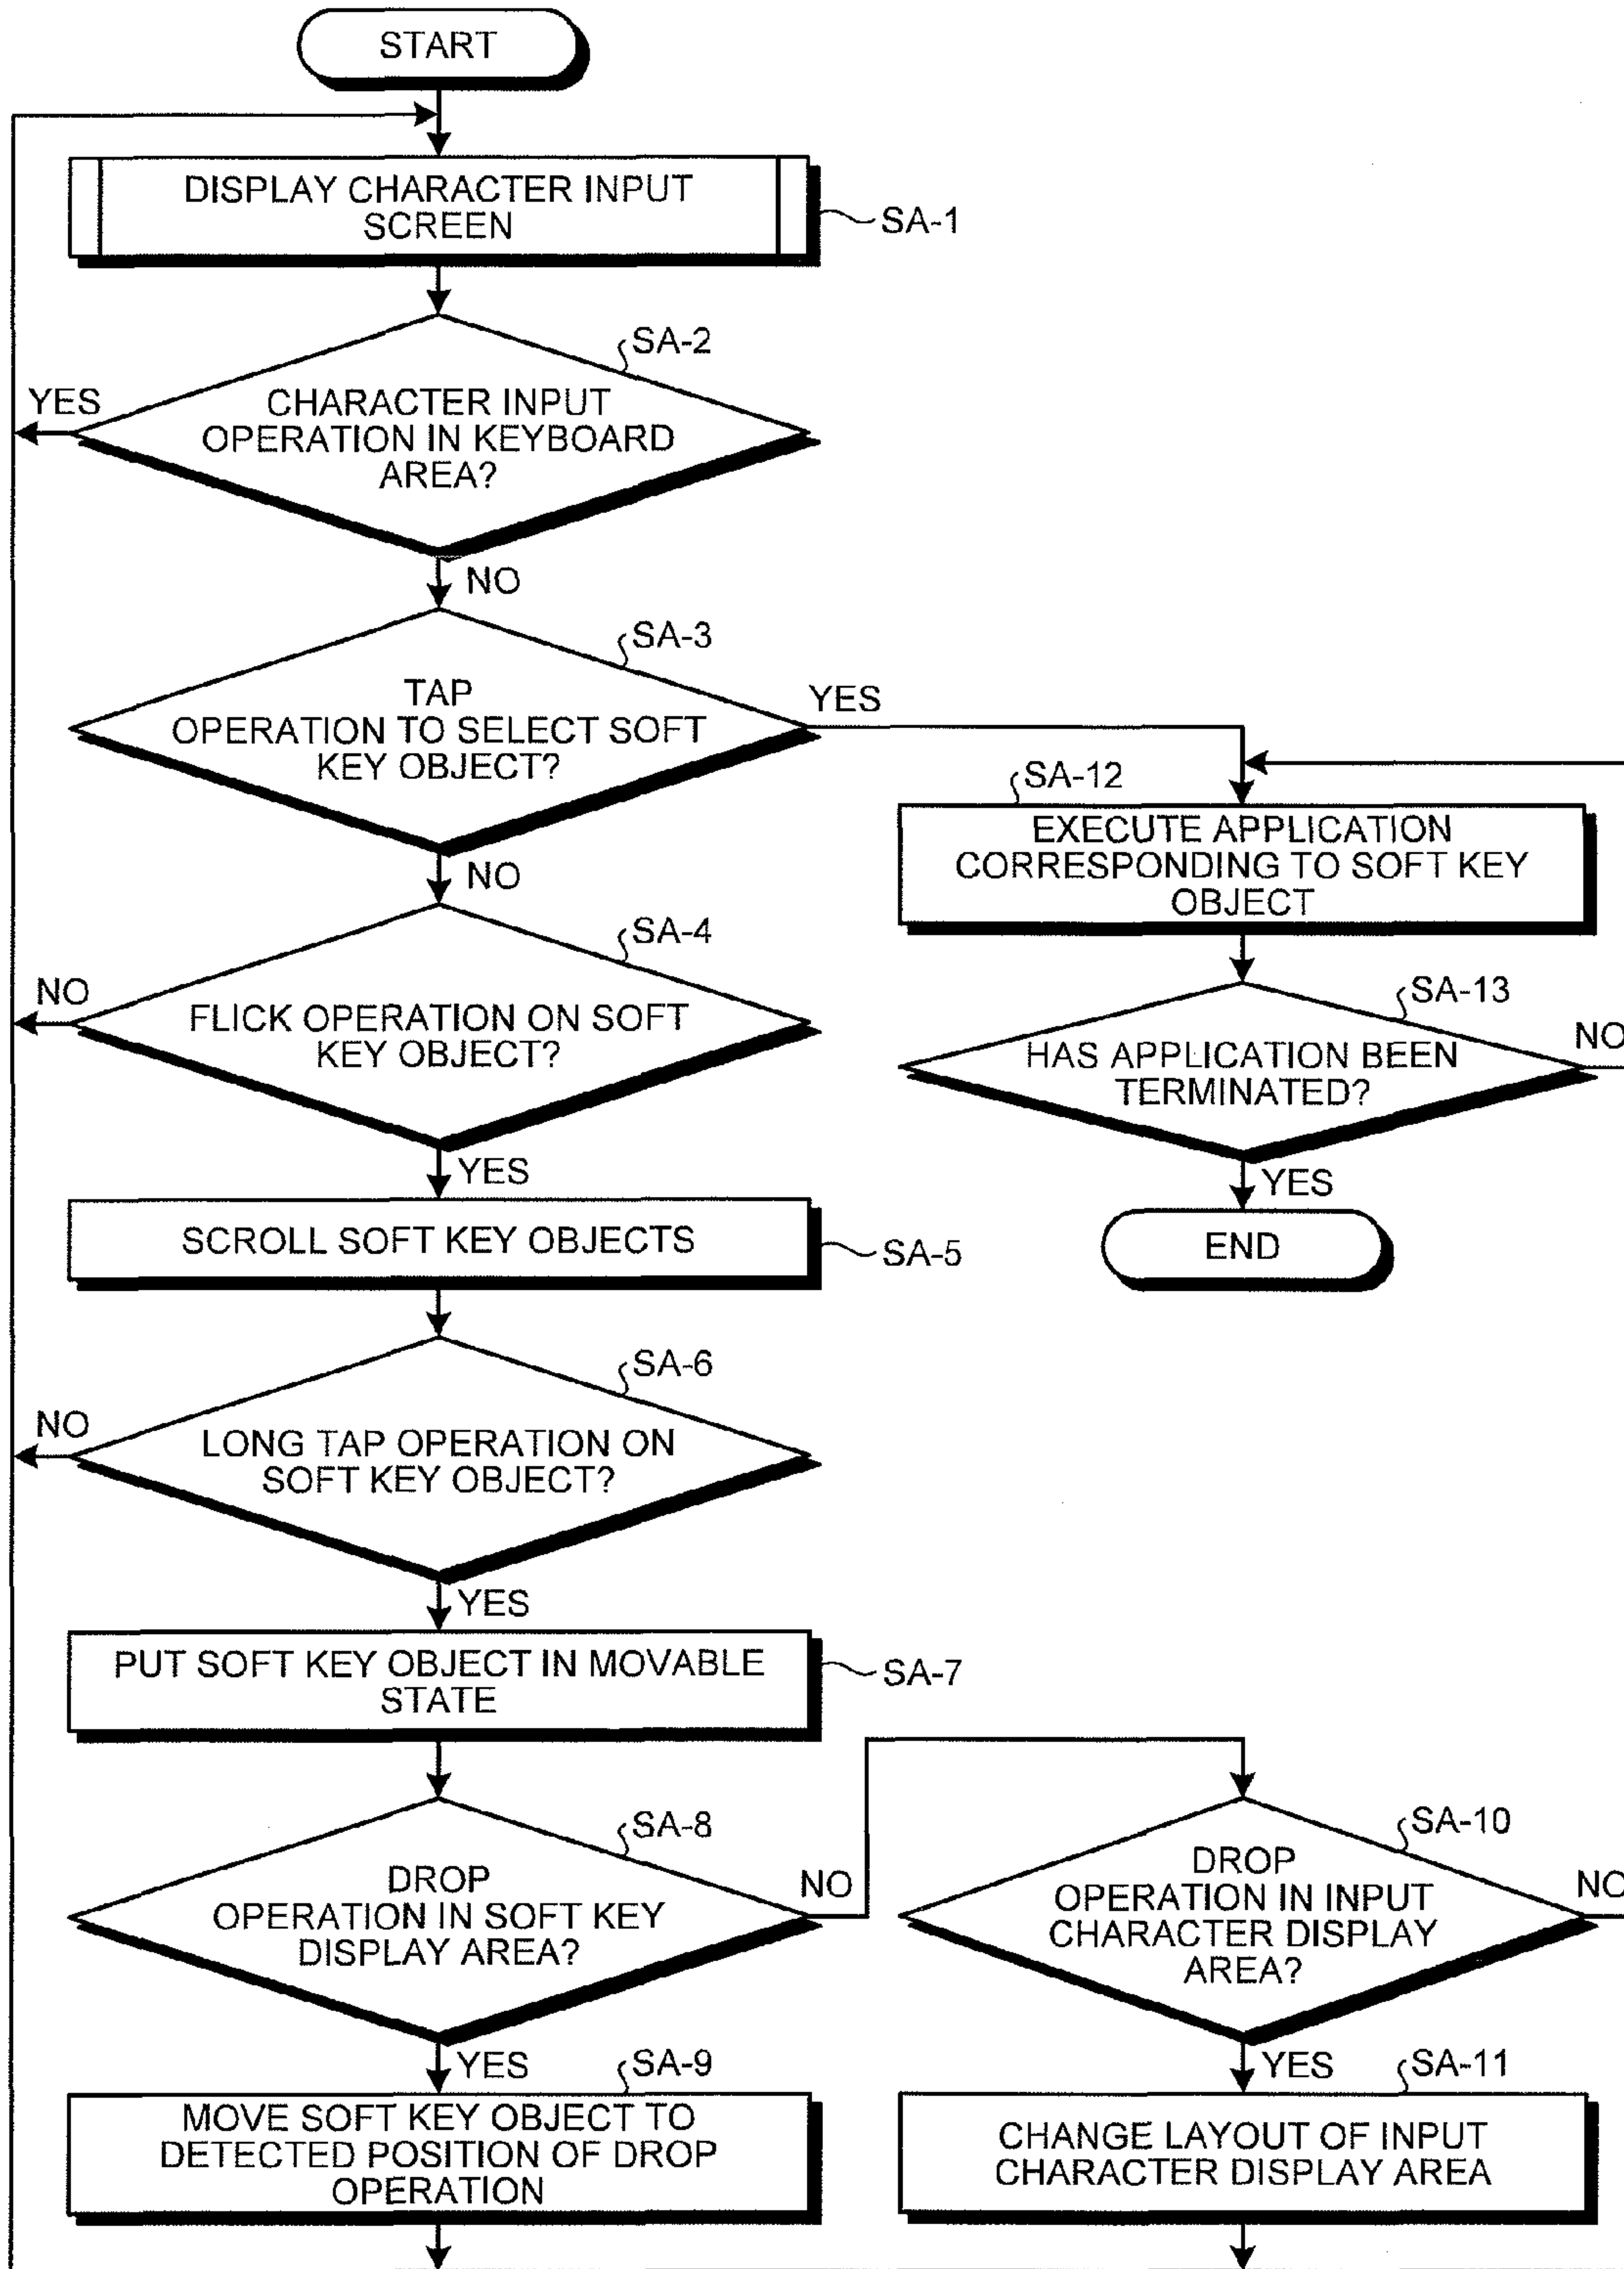 START
DISPLAY CHARACTER INPUT
SCREEN
SA-1
SA-2
YES
CHARACTER INPUT
OPERATION IN KEYBOARD
AREA?
NO
SA-3
TAP
OPERATION TO SELECT SOFT
KEY OBJECT?
YES
NO
SA-12
EXECUTE APPLICATION
CORRESPONDING TO SOFT KEY
OBJECT
SA-4
NO
FLICK OPERATION ON SOFT
KEY OBJECT?
YES
SA-13
HAS APPLICATION BEEN
TERMINATED?
NO
YES
END
SCROLL SOFT KEY OBJECTS
SA-5
SA-6
NO
LONG TAP OPERATION ON
SOFT KEY OBJECT?
YES
PUT SOFT KEY OBJECT IN MOVABLE
STATE
SA-7
SA-8
DROP
OPERATION IN SOFT KEY
DISPLAY AREA?
NO
YES
SA-10
DROP
OPERATION IN INPUT
CHARACTER DISPLAY
AREA?
NO
YES
SA-9
MOVE SOFT KEY OBJECT TO
DETECTED POSITION OF DROP
OPERATION
SA-11
CHANGE LAYOUT OF INPUT
CHARACTER DISPLAY AREA